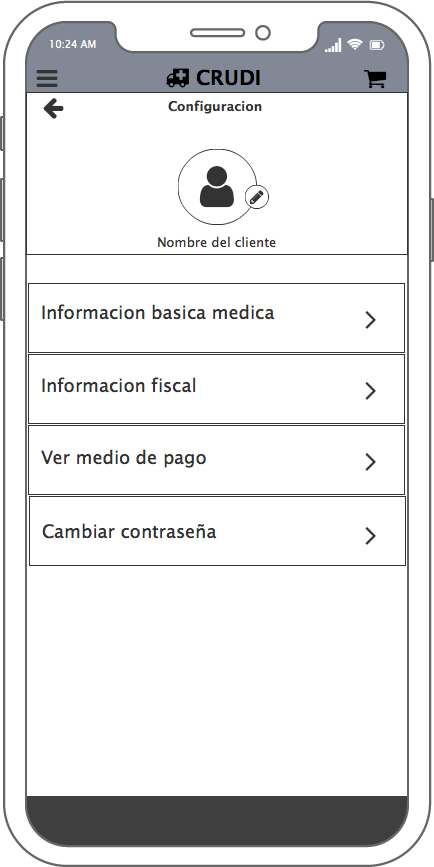 10:24 AM
CRUDI
Configuracion
Nombre del cliente
Informacion basica medica
Informacion fiscal
Ver medio de pago
Cambiar contraseña